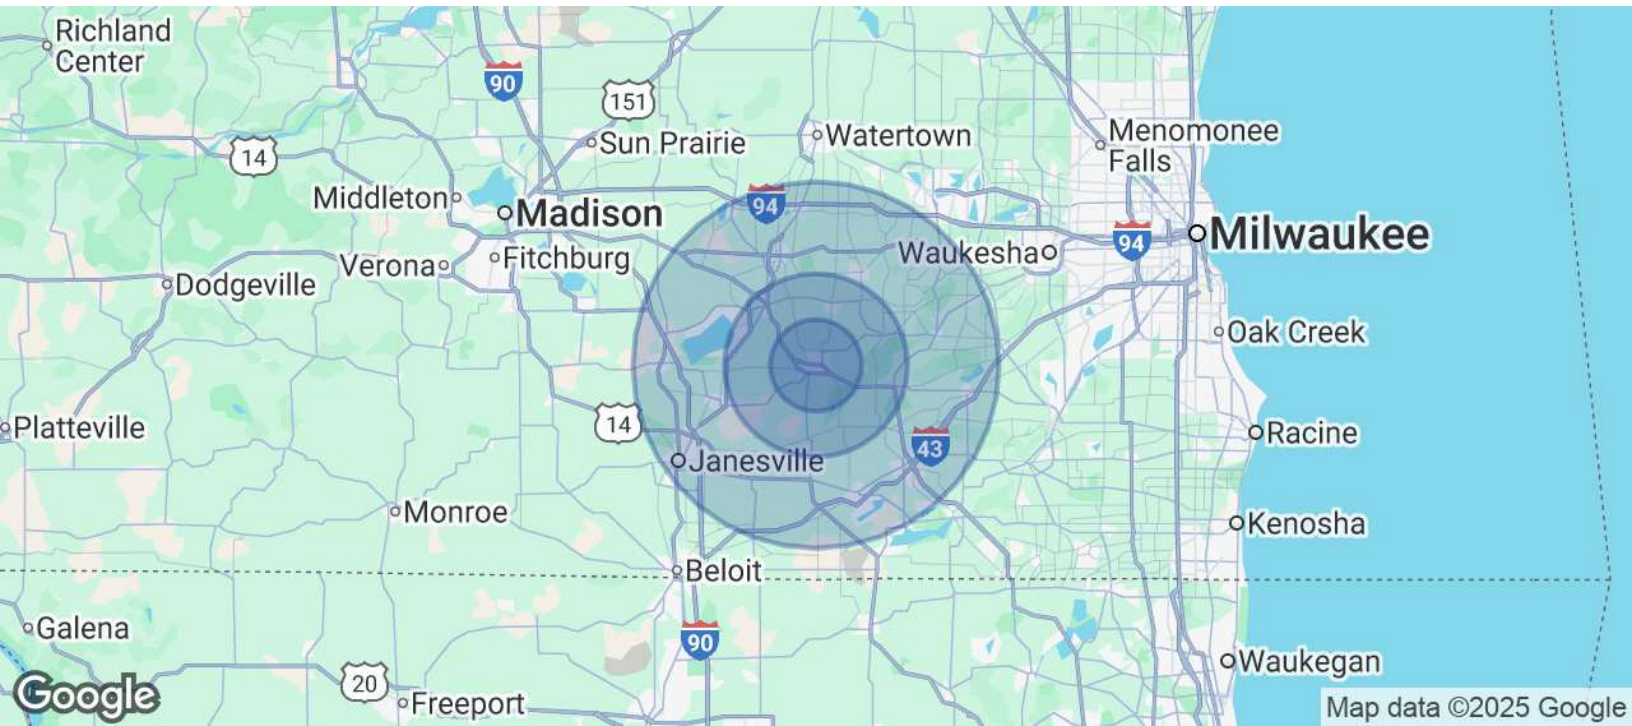 Richland
Center
90
151
Sun Prairie
Watertown
Menomonee
Falls
14
Middleton
Madison
94
Milwaukee
94
Waukesha
Verona
Fitchburg
Dodgeville
Oak Creek
14
Platteville
Racine
43
Janesville
Monroe
Kenosha
Beloit
Galena
90
Waukegan
20
Freeport
Google
Map data ©2025 Google